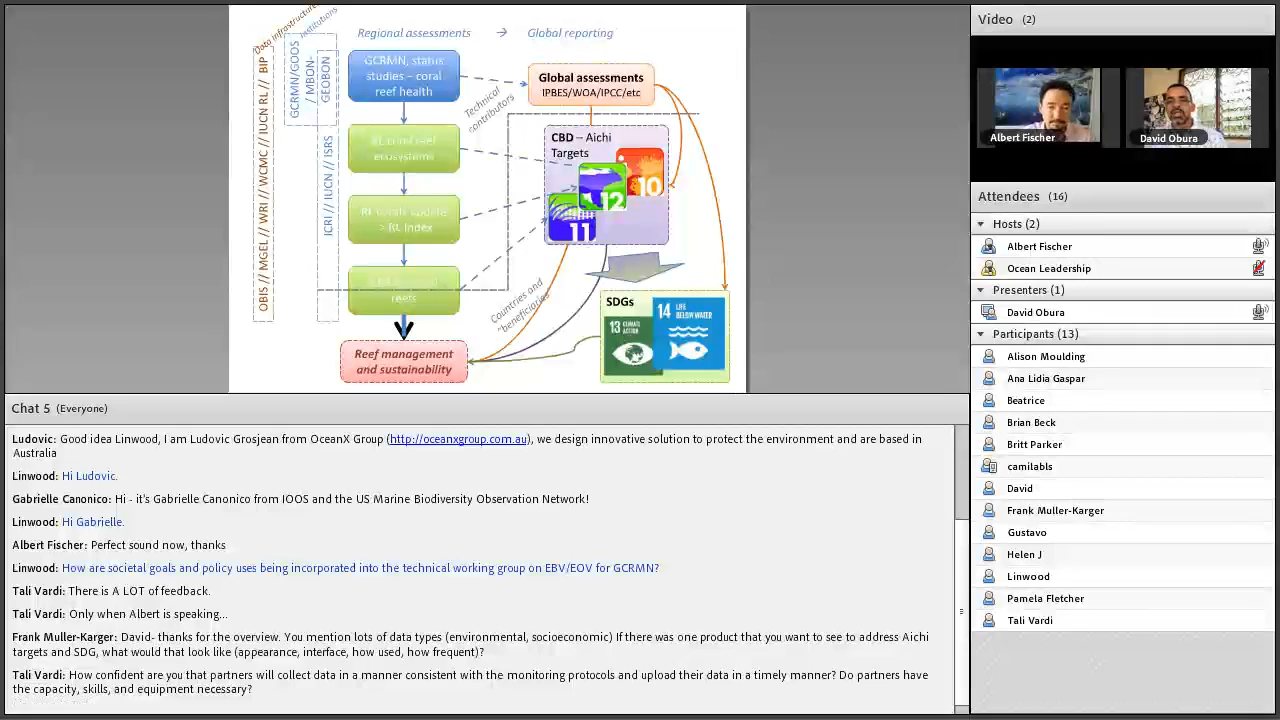 Data infrastructures
institutions
Regional assessments → Global reporting
OBIS // MGEL // WRI // WCMC // IUCN RL // BIP
GCRMN/GOOS
/ MBON-
GEOBON
ICRI // IUCN // ISRS
GCRMN, status
studies – coral
reef health
RL coral reef
ecosystems
RL corals update
> RL Index
reefs
Reef management
and sustainability
Technical
contributors
Global assessments
IPBES/WOA/IPCC/etc
CBD – Aichi
Targets
10
12
11
Countries and
"beneficiaries"
SDGs
13 CLIMATE
ACTION
14 LIFE
BELOW WATER
Video (2)
Albert Fischer
David Obura
Attendees (16)
Hosts (2)
Albert Fischer
Ocean Leadership
Presenters (1)
David Obura
Participants (13)
Alison Moulding
Ana Lidia Gaspar
Beatrice
Brian Beck
Britt Parker
camilabls
David
Frank Muller-Karger
Gustavo
Helen J
Linwood
Pamela Fletcher
Tali Vardi
Chat 5 (Everyone)
Ludovic: Good idea Linwood, I am Ludovic Grosjean from OceanX Group (http://oceanxgroup.com.au), we design innovative solution to protect the environment and are based in
Australia
Linwood: Hi Ludovic.
Gabrielle Canonico: Hi - it's Gabrielle Canonico from IOOS and the US Marine Biodiversity Observation Network!
Linwood: Hi Gabrielle.
Albert Fischer: Perfect sound now, thanks
Linwood: How are societal goals and policy uses being incorporated into the technical working group on EBV/EOV for GCRMN?
Tali Vardi: There is A LOT of feedback.
Tali Vardi: Only when Albert is speaking...
Frank Muller-Karger: David- thanks for the overview. You mention lots of data types (environmental, socioeconomic) If there was one product that you want to see to address Aichi
targets and SDG, what would that look like (appearance, interface, how used, how frequent)?
Tali Vardi: How confident are you that partners will collect data in a manner consistent with the monitoring protocols and upload their data in a timely manner? Do partners have
the capacity, skills, and equipment necessary?